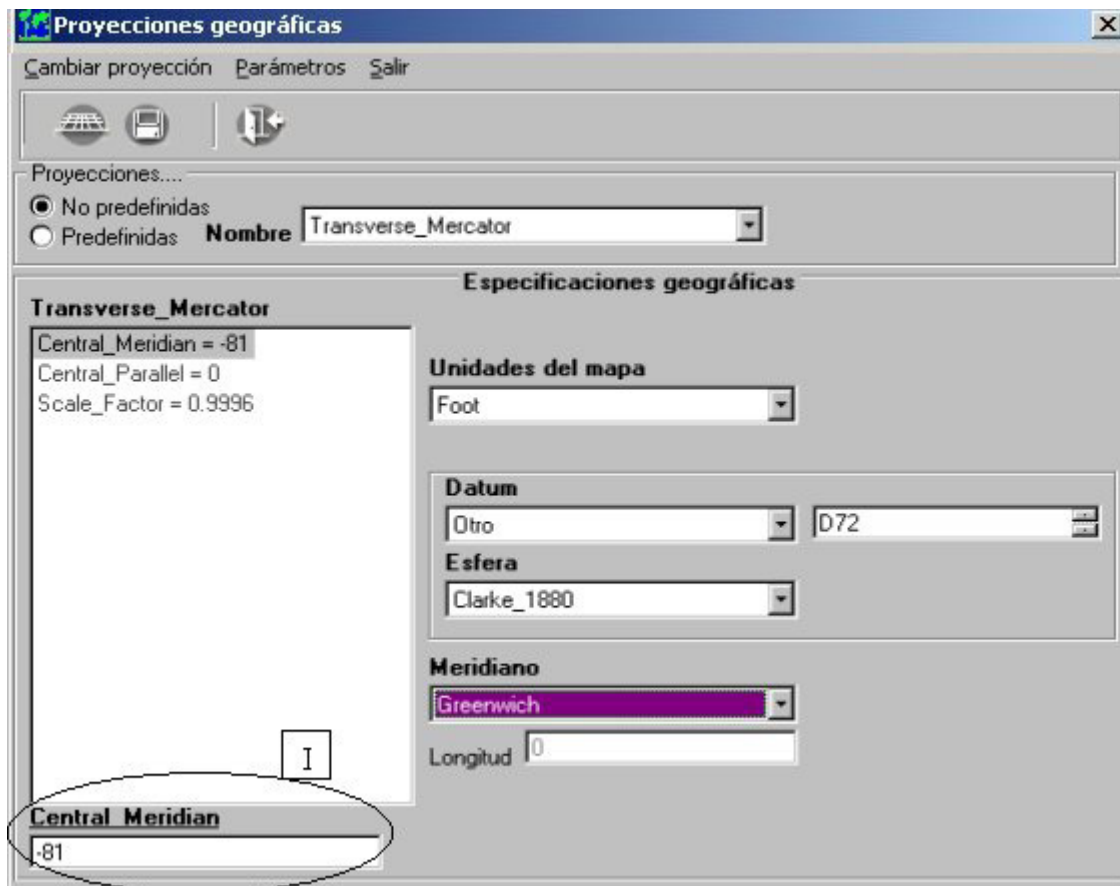 Proyecciones geográficas
Cambiar proyección Parámetros Salir
Proyecciones....
No predefinidas
Predefinidas
Nombre Transverse_Mercator
Especificaciones geográficas
Transverse_Mercator
Central_Meridian = -81
Central_Parallel = 0
Scale_Factor = 0.9996
Unidades del mapa
Foot
Datum
Otro D72
Esfera
Clarke_1880
Meridiano
Greenwich
Longitud 0
I
Central_Meridian
-81